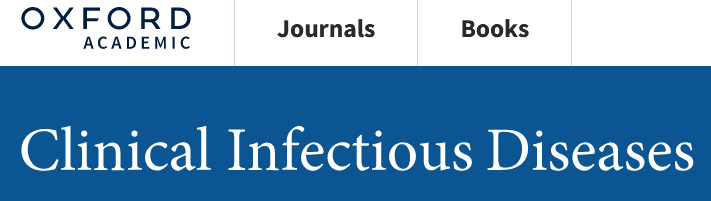 OXFORD
ACADEMIC
Journals
Books
Clinical Infectious Diseases